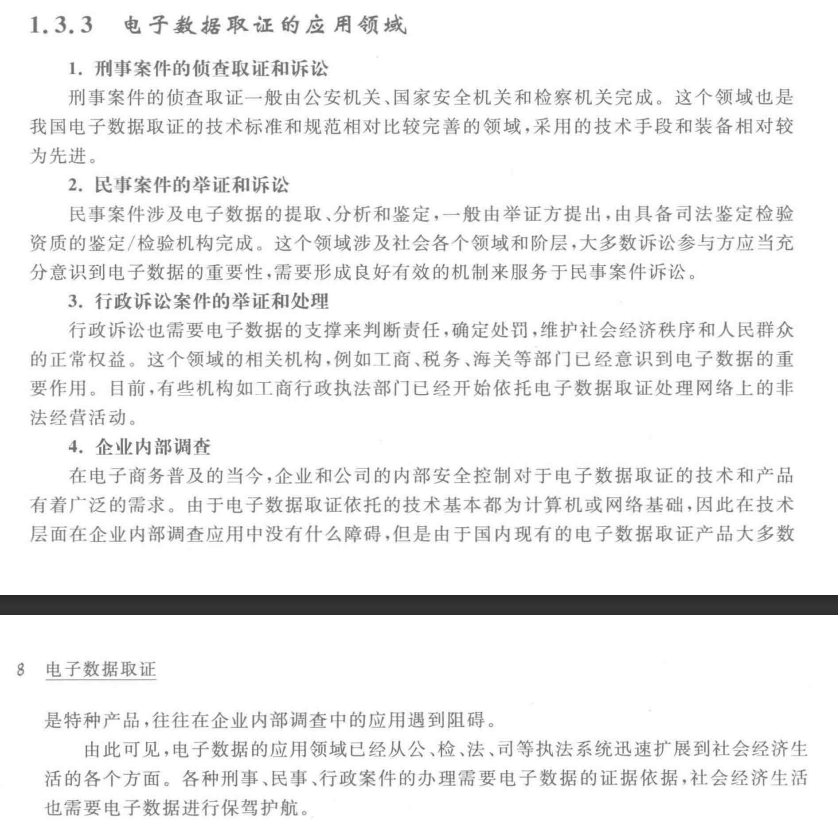 1.3.3 电子数据取证的应用领域
1. 刑事案件的侦查取证和诉讼
刑事案件的侦查取证一般由公安机关、国家安全机关和检察机关完成。这个领域也是
我国电子数据取证的技术标准和规范相对比较完善的领域,采用的技术手段和装备相对较
为先进。
2. 民事案件的举证和诉讼
民事案件涉及电子数据的提取、分析和鉴定,一般由举证方提出,由具备司法鉴定检验
资质的鉴定/检验机构完成。这个领域涉及社会各个领域和阶层,大多数诉讼参与方应当充
分意识到电子数据的重要性,需要形成良好有效的机制来服务于民事案件诉讼。
3. 行政诉讼案件的举证和处理
行政诉讼也需要电子数据的支撑来判断责任,确定处罚,维护社会经济秩序和人民群众
的正常权益。这个领域的相关机构,例如工商、税务、海关等部门已经意识到电子数据的重
要作用。目前,有些机构如工商行政执法部门已经开始依托电子数据取证处理网络上的非
法经营活动。
4. 企业内部调查
在电子商务普及的当今,企业和公司的内部安全控制对于电子数据取证的技术和产品
有着广泛的需求。由于电子数据取证依托的技术基本都为计算机或网络基础,因此在技术
层面在企业内部调查应用中没有什么障碍,但是由于国内现有的电子数据取证产品大多数
8 电子数据取证
是特种产品,往往在企业内部调查中的应用遇到阻碍。
由此可见,电子数据的应用领域已经从公、检、法、司等执法系统迅速扩展到社会经济生
活的各个方面。各种刑事、民事、行政案件的办理需要电子数据的证据依据,社会经济生活
也需要电子数据进行保驾护航。